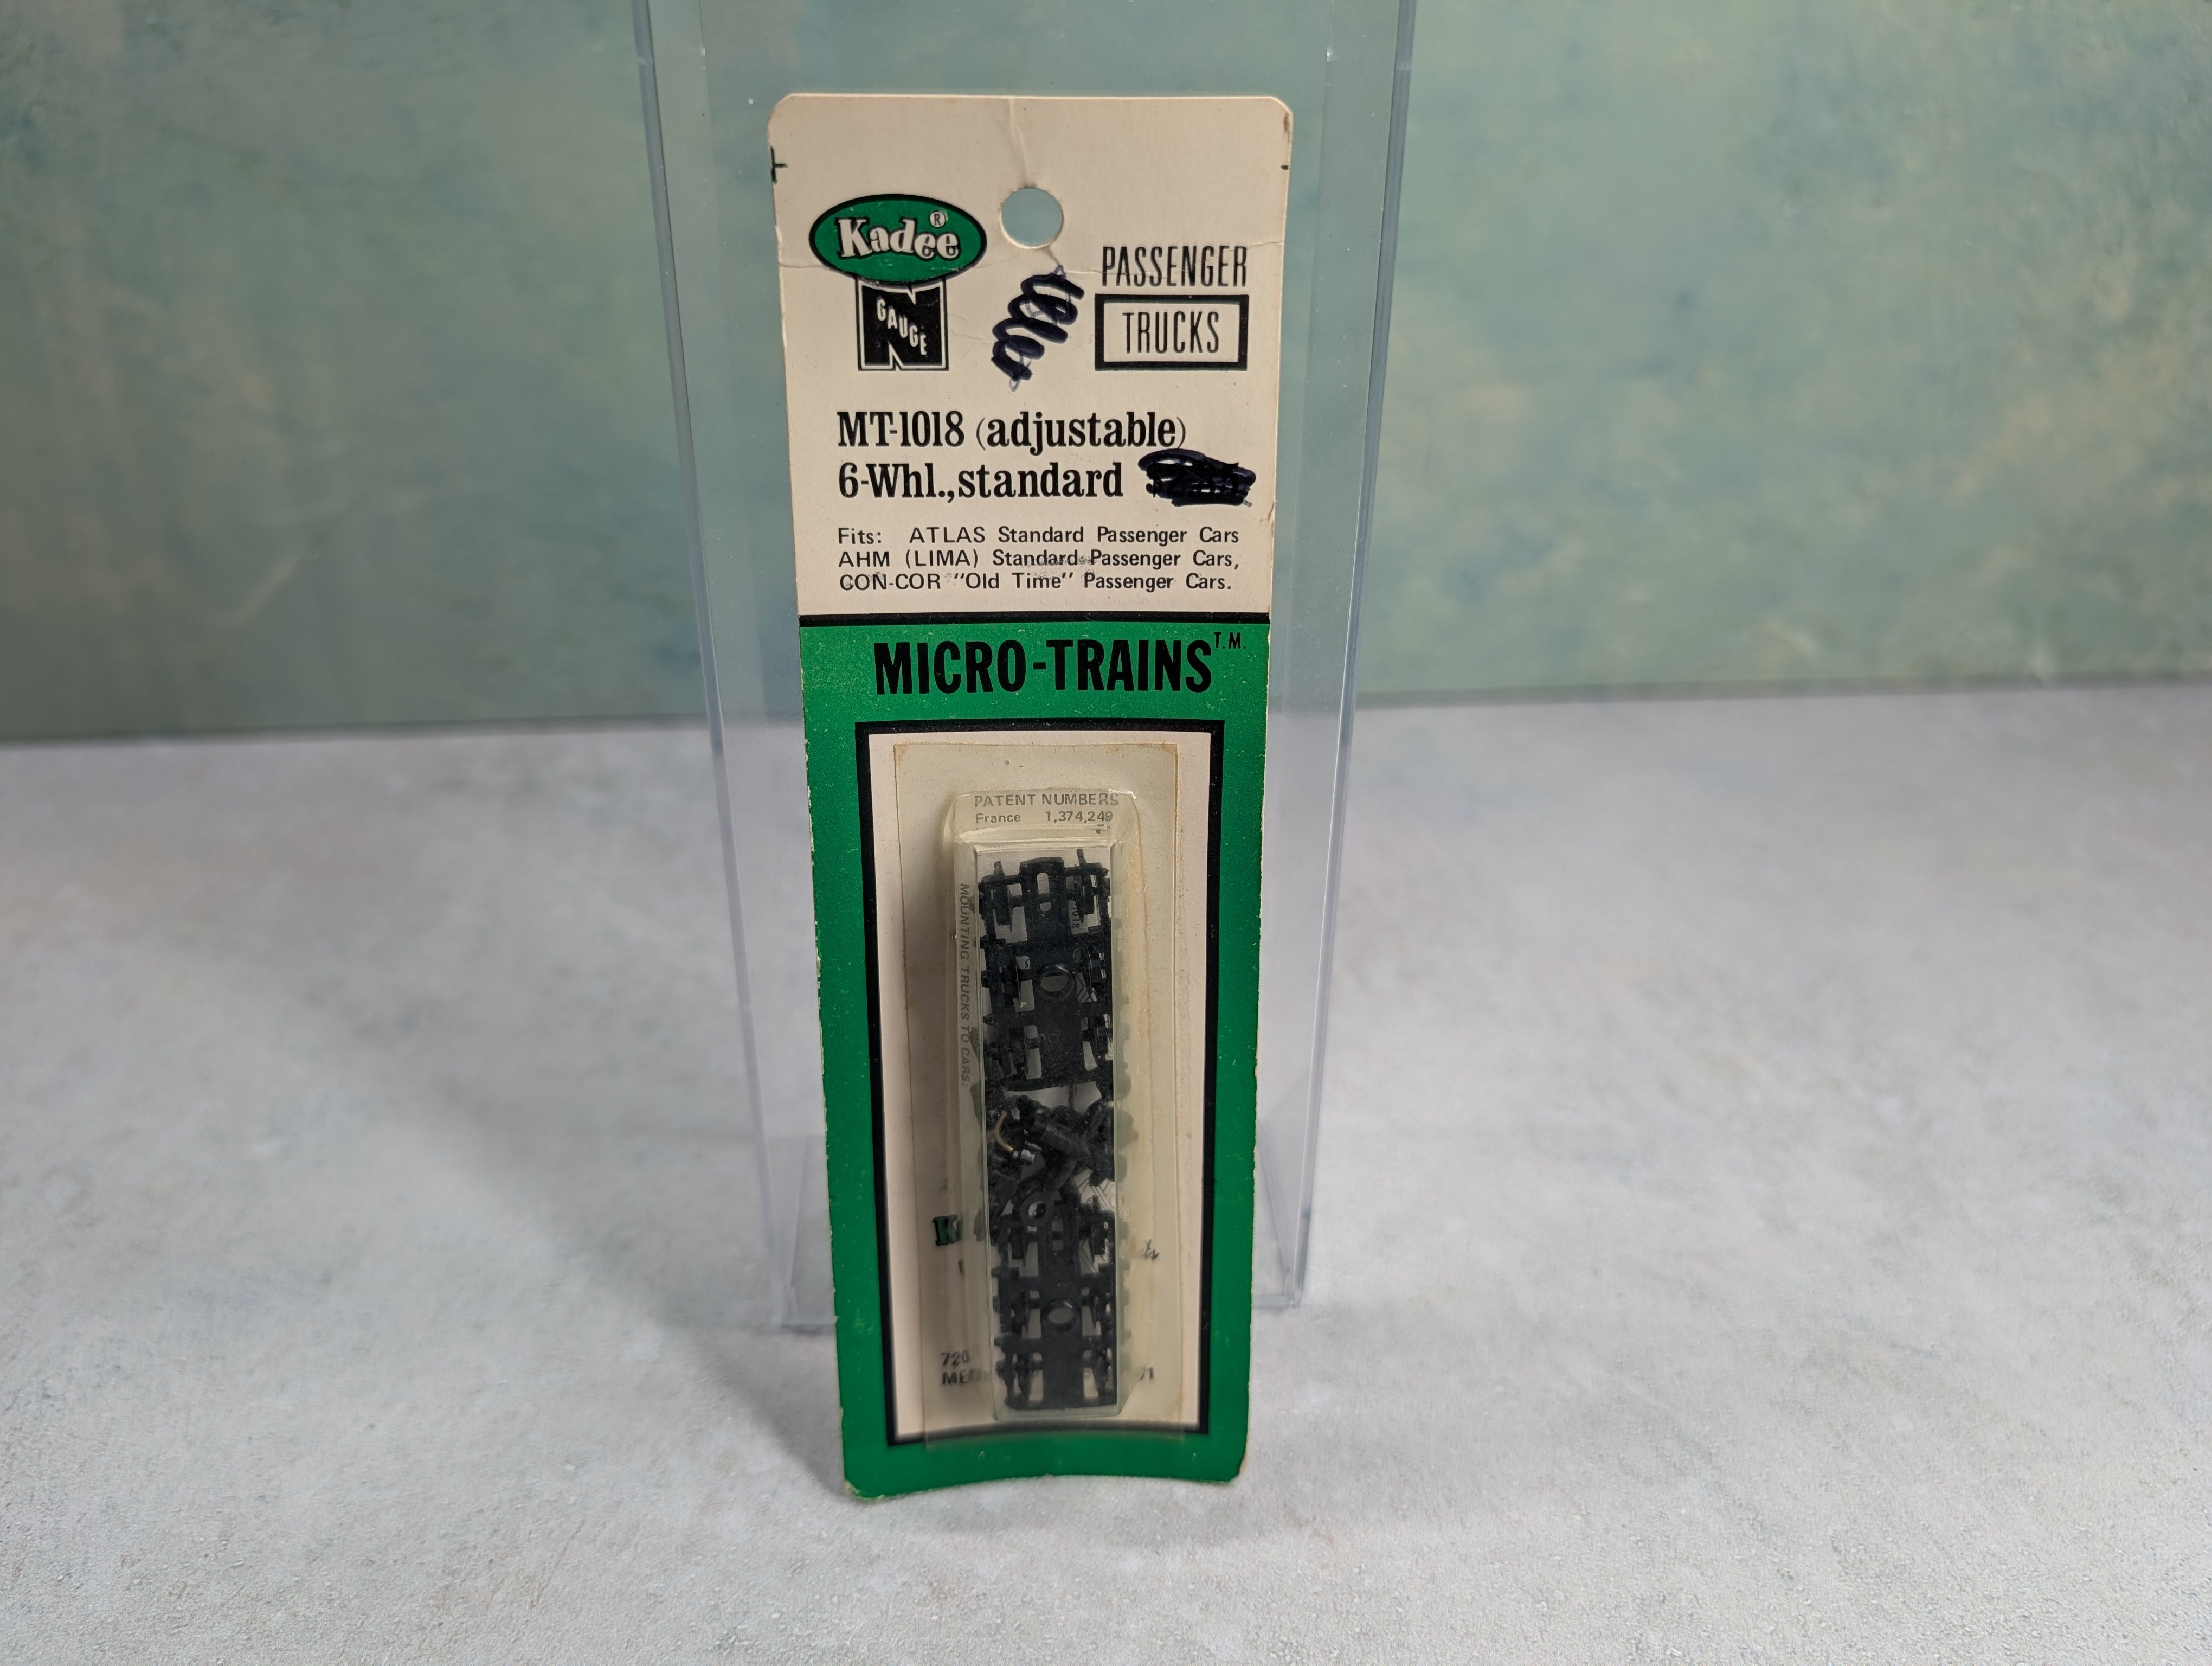 Kadee®
N GAUGE
PASSENGER
TRUCKS
MT-1018 (adjustable)
6-Whl., standard
Fits: ATLAS Standard Passenger Cars
AHM (LIMA) Standard Passenger Cars,
CON-COR "Old Time" Passenger Cars.
MICRO-TRAINS T.M.
PATENT NUMBERS
France 1,374,249
MOUNTING TRUCKS TO CARS:
720